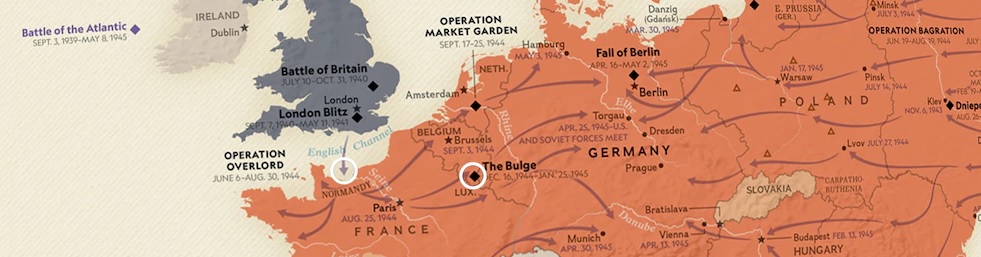 IRELAND
Dublin
Battle of the Atlantic
SEPT. 3, 1939–MAY 8, 1945
Battle of Britain
JULY 10–OCT. 31, 1940
London
London Blitz
SEPT. 7, 1940–MAY 11, 1941
English Channel
OPERATION
OVERLORD
JUNE 6–AUG. 30, 1944
NORMANDY
Seine
Paris
AUG. 25, 1944
FRANCE
OPERATION
MARKET GARDEN
SEPT. 17-25, 1944
NETH.
Amsterdam
BELGIUM
Brussels
SEPT. 3, 1944
The Bulge
DEC. 16, 1944–JAN. 25, 1945
LUX.
Rhine
Hamburg
MAY 3, 1945
Fall of Berlin
APR. 16–MAY 2, 1945
Berlin
Elbe
Torgau
APR. 25, 1945–U.S.
AND SOVIET FORCES MEET
Dresden
GERMANY
Prague
Danube
Munich
APR. 30, 1945
Danzig
(Gdańsk)
MAR. 30, 1945
E. PRUSSIA
(GER.)
Minsk
JULY 3, 1944
OPERATION BAGRATION
JUN. 19–AUG. 19, 1944
JAN. 17, 1945
Warsaw
POLAND
Pinsk
JULY 14, 1944
Kiev
NOV. 6, 1943
Lvov JULY 27, 1944
SLOVAKIA
CARPATHO-
RUTHENIA
Bratislava
Vienna
APR. 13, 1945
Budapest FEB. 13, 1945
HUNGARY